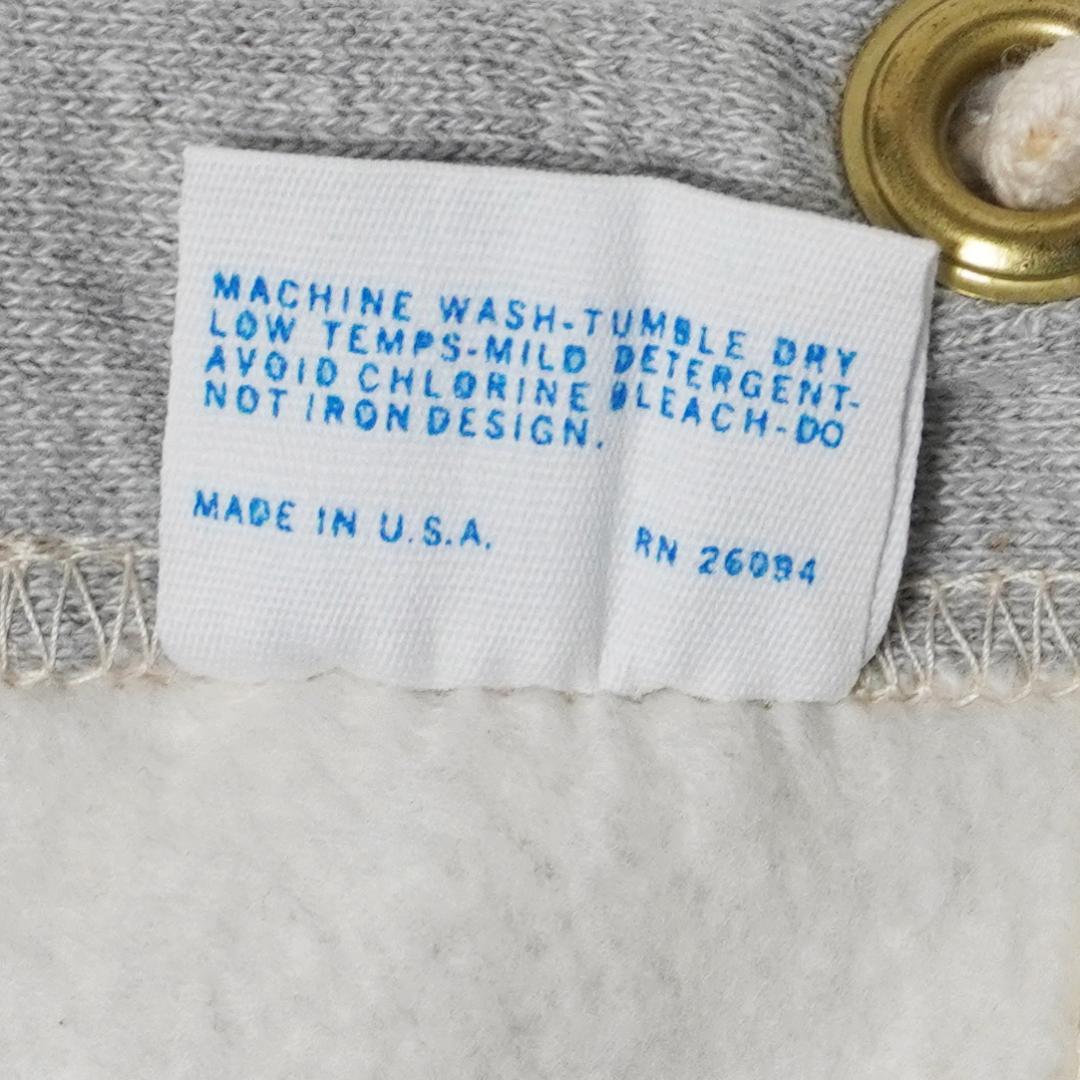 MACHINE WASH-TUMBLE DRY
LOW TEMPS-MILD DETERGENT-
AVOID CHLORINE BLEACH-DO
NOT IRON DESIGN.
MADE IN U.S.A.
RN 26094